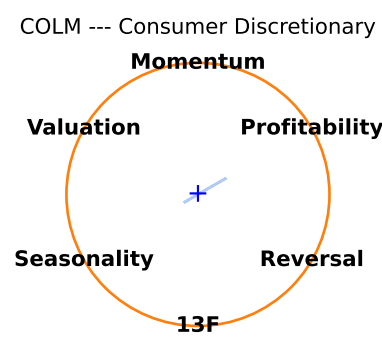 COLM --- Consumer Discretionary
Momentum
Valuation
Profitability
Seasonality
Reversal
13F